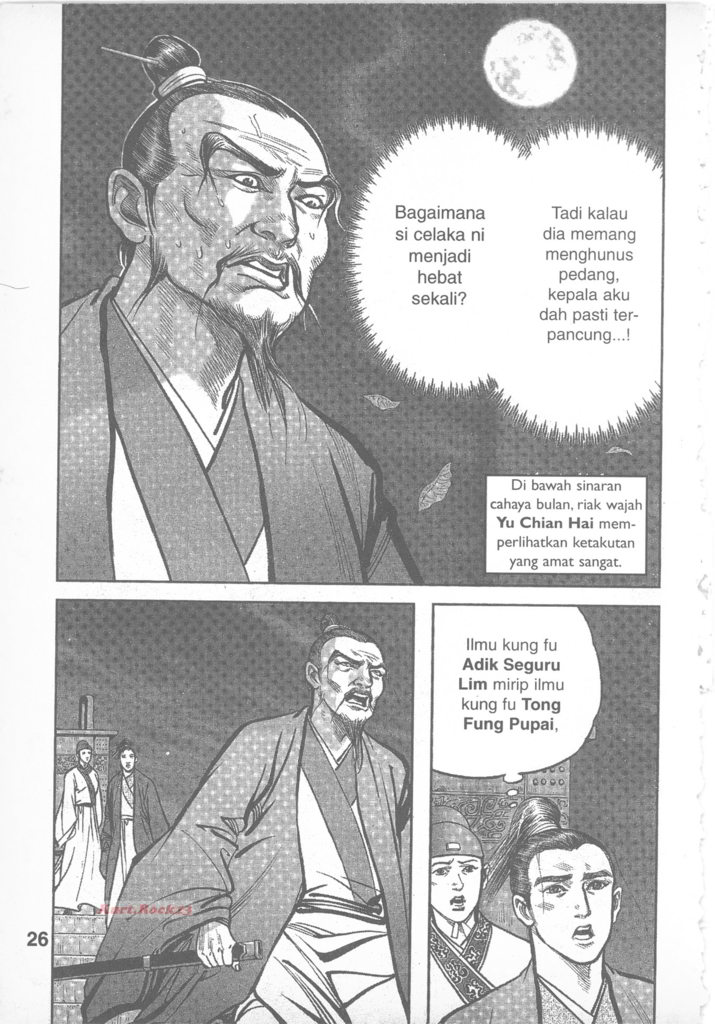 Bagaimana
si celaka ni
menjadi
hebat
sekali?
Tadi kalau
dia memang
menghunus
pedang,
kepala aku
dah pasti ter-
pancung...!
Di bawah sinaran
cahaya bulan, riak wajah
Yu Chian Hai mem-
perlihatkan ketakutan
yang amat sangat.
Ilmu kung fu
Adik Seguru
Lim mirip ilmu
kung fu Tong
Fung Pupai,
Kurt.Rock14
26